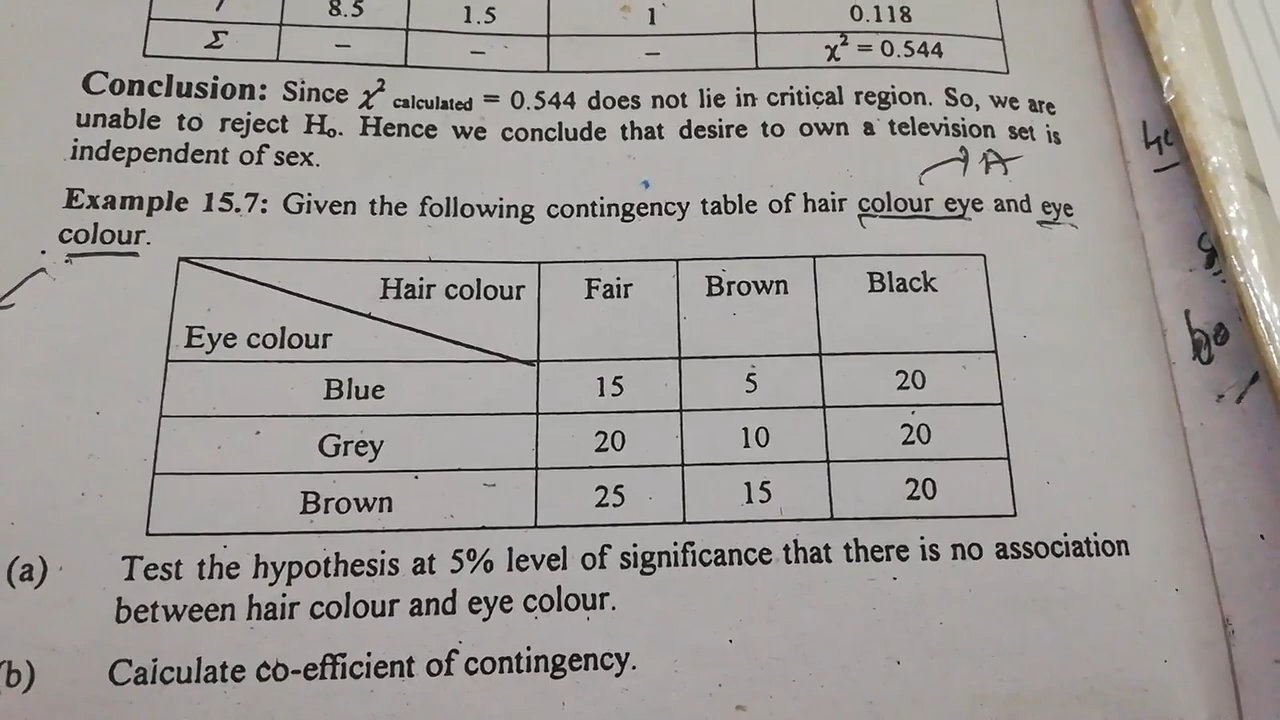 8.5 1.5 1 0.118
Σ – – – χ² = 0.544
Conclusion: Since χ² calculated = 0.544 does not lie in critical region. So, we are
unable to reject Hₒ. Hence we conclude that desire to own a television set is
independent of sex.
A
Example 15.7: Given the following contingency table of hair colour eye and eye
colour.
Hair colour Fair Brown Black
Eye colour
Blue 15 5 20
Grey 20 10 20
Brown 25 15 20
(a) Test the hypothesis at 5% level of significance that there is no association
between hair colour and eye colour.
(b) Caiculate co-efficient of contingency.